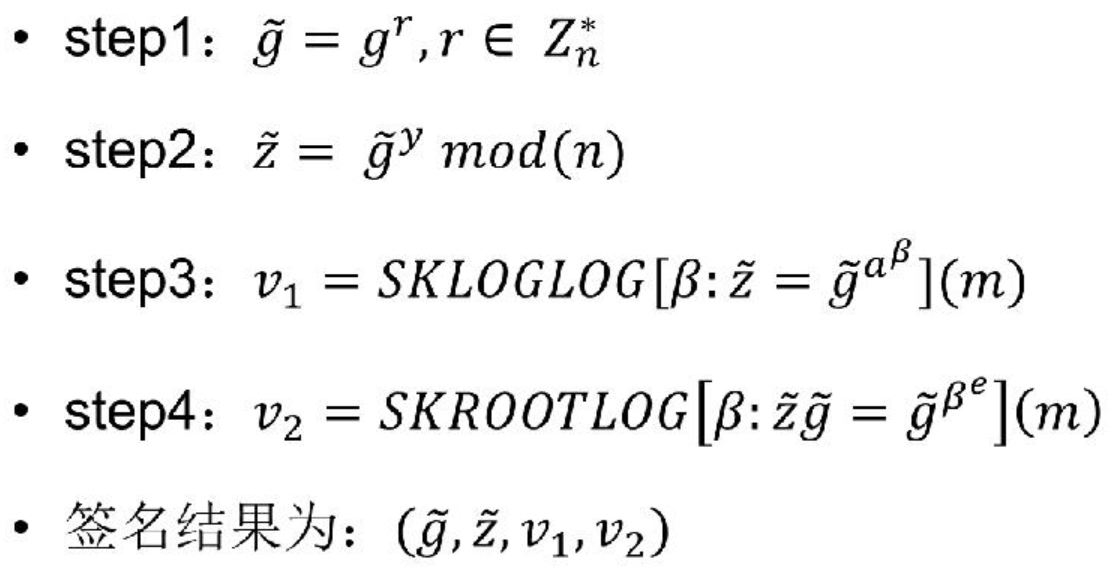 • step1：g̃ = g^r, r ∈ Z_n^*
• step2：z̃ = g̃^y mod(n)
• step3：v_1 = SKLOGLOG[β: z̃ = g̃^{a^β}](m)
• step4：v_2 = SKROOTLOG[β: z̃g̃ = g̃^{β^e}](m)
• 签名结果为：(g̃, z̃, v_1, v_2)